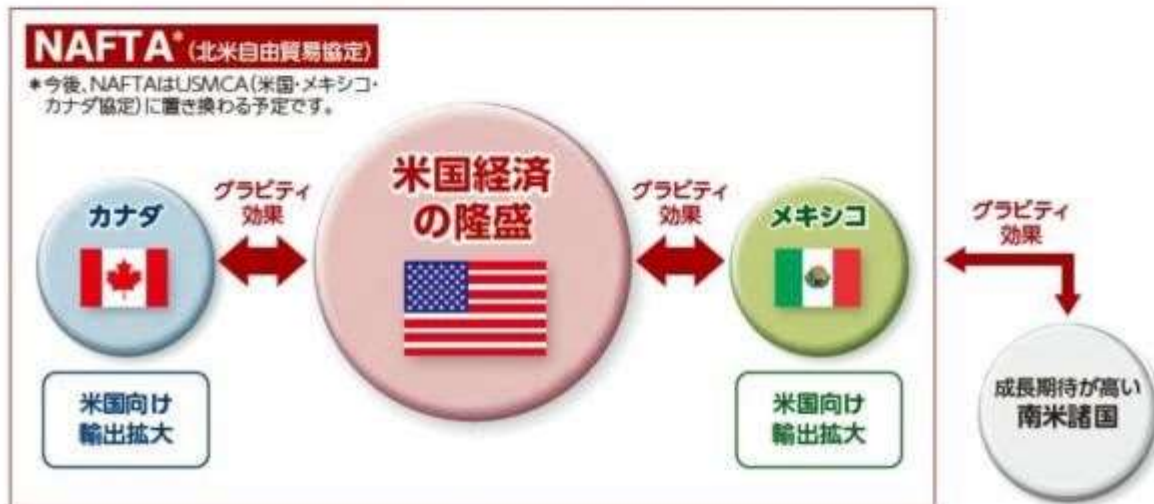 NAFTA*(北米自由貿易協定)
*今後、NAFTAはUSMCA(米国・メキシコ・
カナダ協定)に置き換わる予定です。
カナダ
グラビティ
効果
米国経済
の隆盛
グラビティ
効果
メキシコ
グラビティ
効果
米国向け
輸出拡大
米国向け
輸出拡大
成長期待が高い
南米諸国